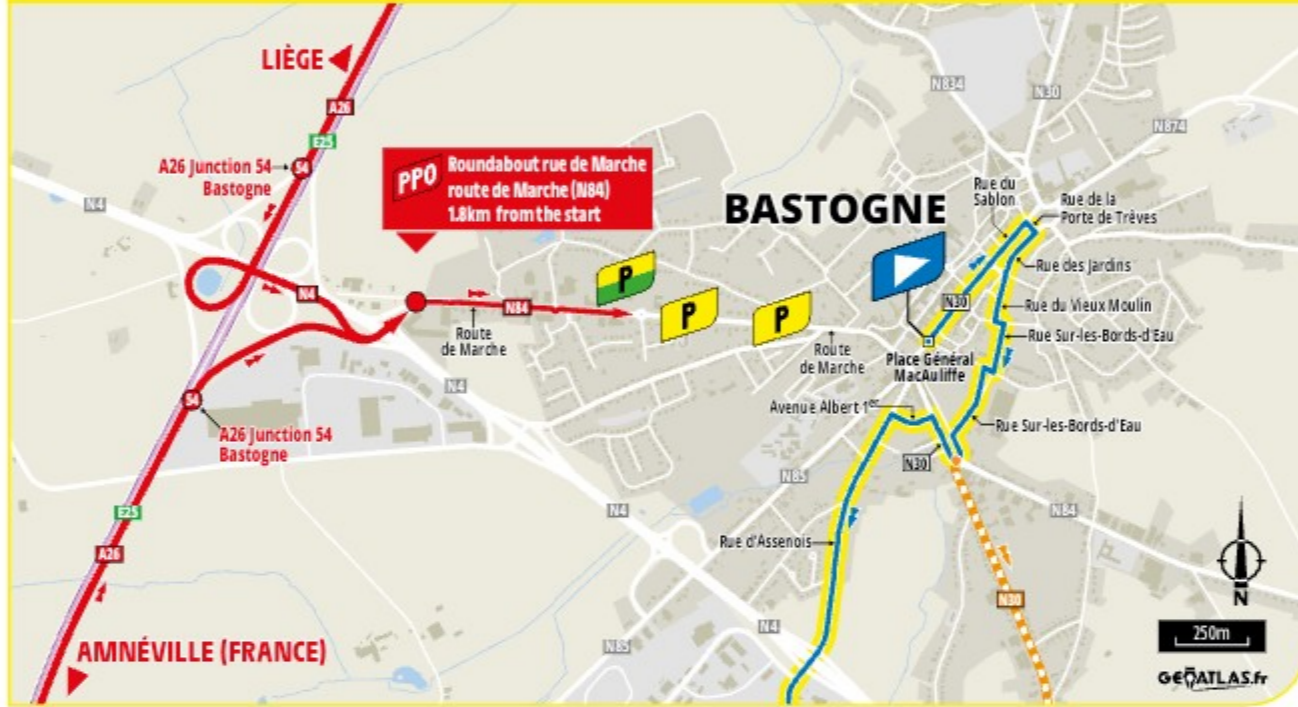 LIÈGE
A26
E25
A26 Junction 54
Bastogne
54
N4
PPO
Roundabout rue de Marche
route de Marche (N84)
1.8km from the start
N4
N84
Route
de Marche
P
P
P
BASTOGNE
N834
N30
N874
Rue du
Sablon
Rue de la
Porte de Trèves
Rue des Jardins
N30
Rue du Vieux Moulin
Rue Sur-les-Bords-d'Eau
Route
de Marche
Place Général
MacAuliffe
54
A26 Junction 54
Bastogne
N4
Avenue Albert 1er
Rue Sur-les-Bords-d'Eau
N30
N85
N84
E25
A26
N4
Rue d'Assenois
N30
N4
N85
AMNÉVILLE (FRANCE)
N
250m
GEOATLAS.fr